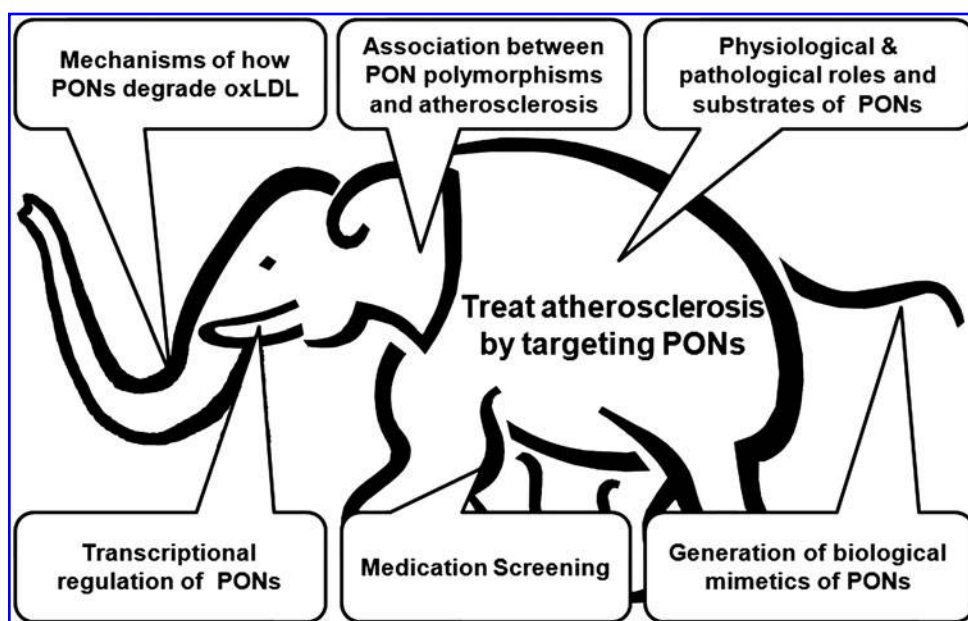 Mechanisms of how
PONs degrade oxLDL
Association between
PON polymorphisms
and atherosclerosis
Physiological &
pathological roles and
substrates of PONs
Treat atherosclerosis
by targeting PONs
Transcriptional
regulation of PONs
Medication Screening
Generation of biological
mimetics of PONs